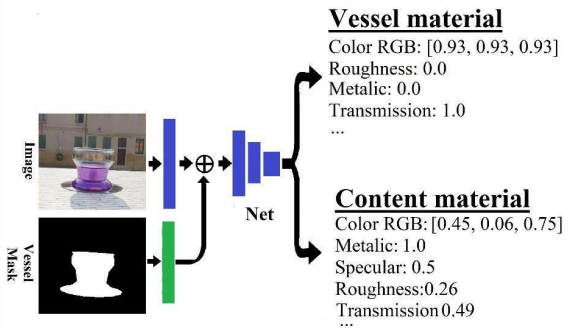 Vessel material
Color RGB: [0.93, 0.93, 0.93]
Roughness: 0.0
Metalic: 0.0
Transmission: 1.0
...
Image
Vessel
Mask
Net
Content material
Color RGB: [0.45, 0.06, 0.75]
Metalic: 1.0
Specular: 0.5
Roughness:0.26
Transmission 0.49
...